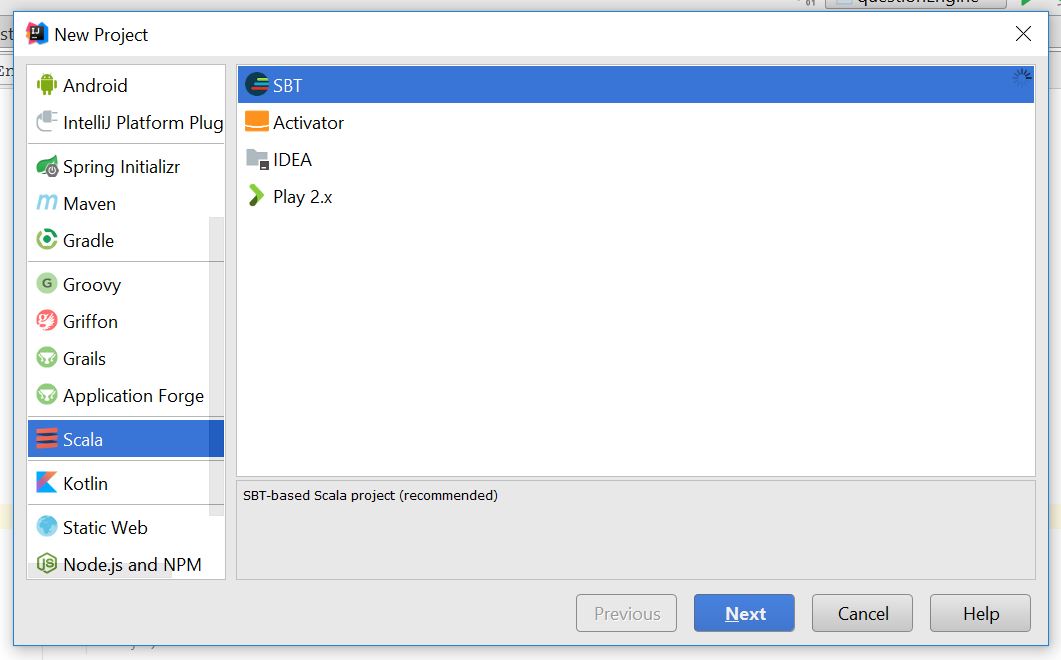 questionEngine
New Project
Android
IntelliJ Platform Plug
Spring Initializr
Maven
Gradle
Groovy
Griffon
Grails
Application Forge
Scala
Kotlin
Static Web
Node.js and NPM
SBT
Activator
IDEA
Play 2.x
SBT-based Scala project (recommended)
Previous
Next
Cancel
Help